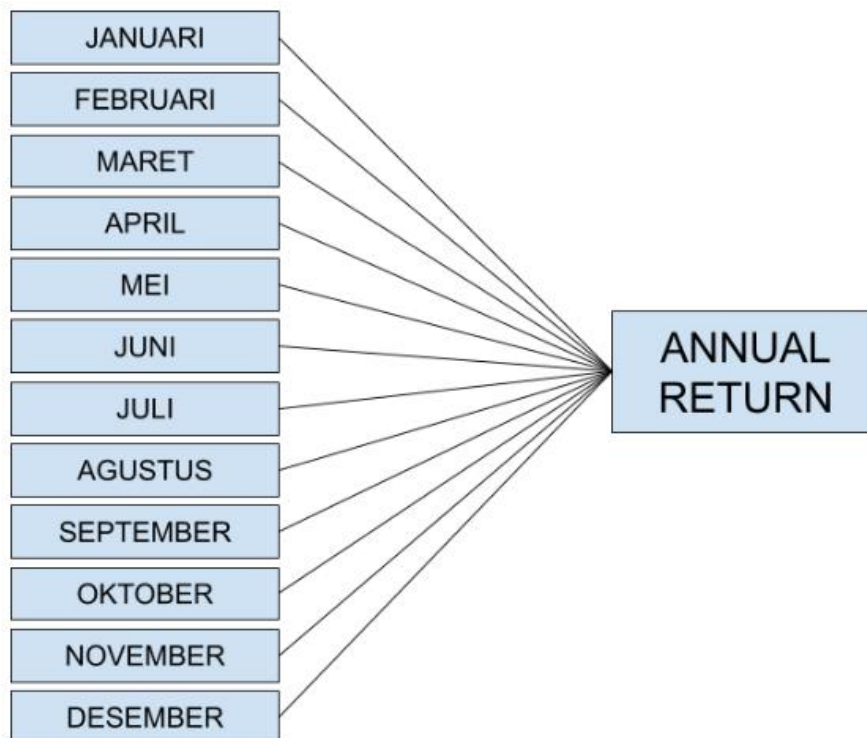 JANUARI
FEBRUARI
MARET
APRIL
MEI
JUNI
JULI
AGUSTUS
SEPTEMBER
OKTOBER
NOVEMBER
DESEMBER
ANNUAL
RETURN